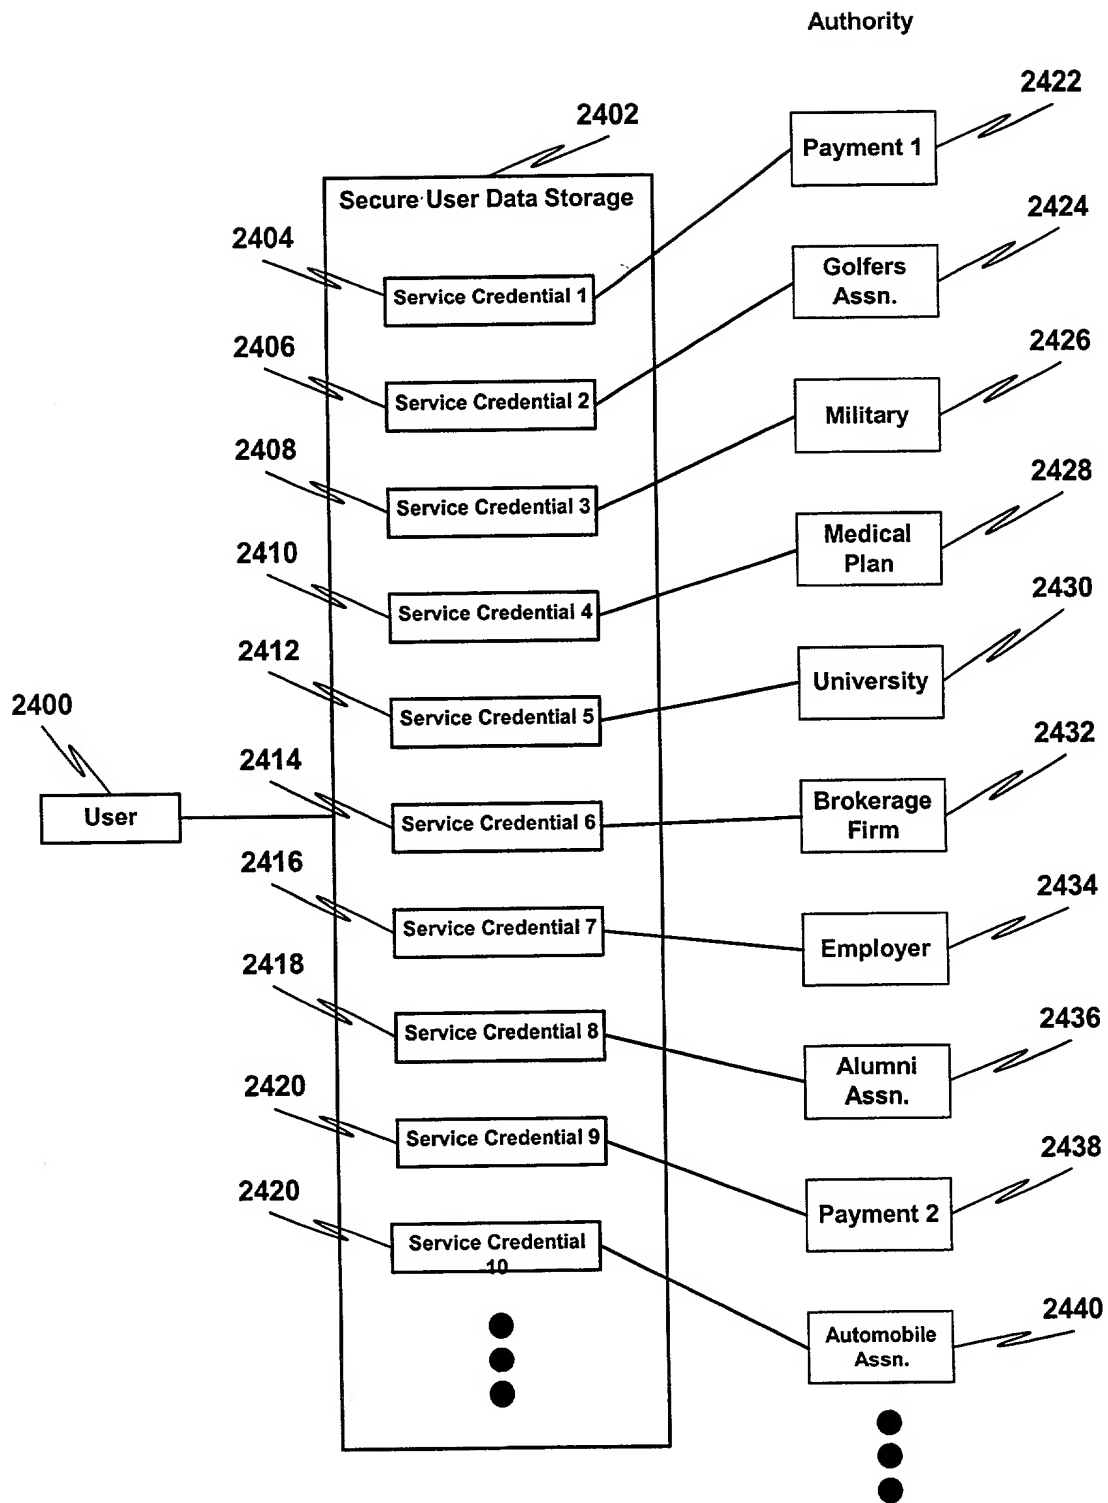 Authority
2422
Payment 1
2402
Secure User Data Storage
2404
Service Credential 1
2424
Golfers
Assn.
2406
Service Credential 2
2426
Military
2408
Service Credential 3
2428
Medical
Plan
2410
Service Credential 4
2430
University
2412
Service Credential 5
2400
User
2414
Service Credential 6
2432
Brokerage
Firm
2416
Service Credential 7
2434
Employer
2418
Service Credential 8
2436
Alumni
Assn.
2420
Service Credential 9
2438
Payment 2
2420
Service Credential
10
2440
Automobile
Assn.